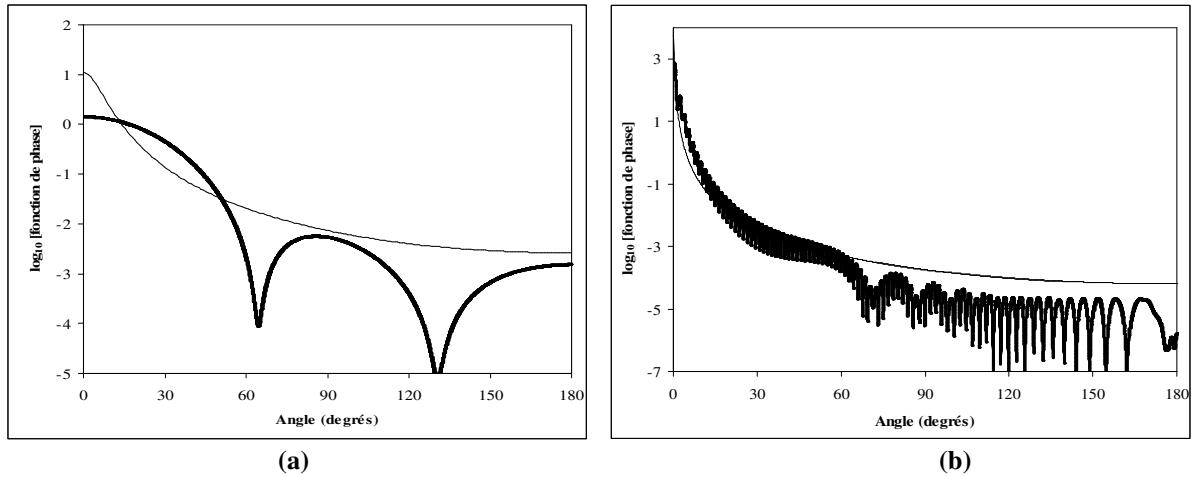 2
1
0
-1
-2
-3
-4
-5
log₁₀ [fonction de phase]
0 30 60 90 120 150 180
Angle (degrés)
(a)
3
1
-1
-3
-5
-7
log₁₀ [fonction de phase]
0 30 60 90 120 150 180
Angle (degrés)
(b)